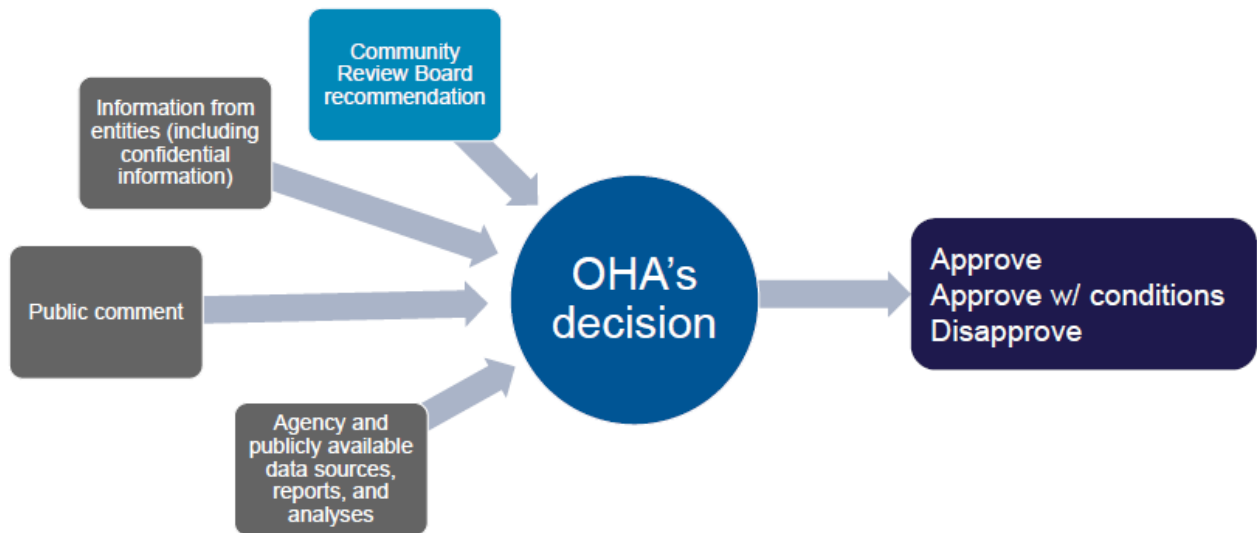 Community
Review Board
recommendation
Information from
entities (including
confidential
information)
Public comment
Agency and
publicly available
data sources,
reports, and
analyses
OHA's
decision
Approve
Approve w/ conditions
Disapprove